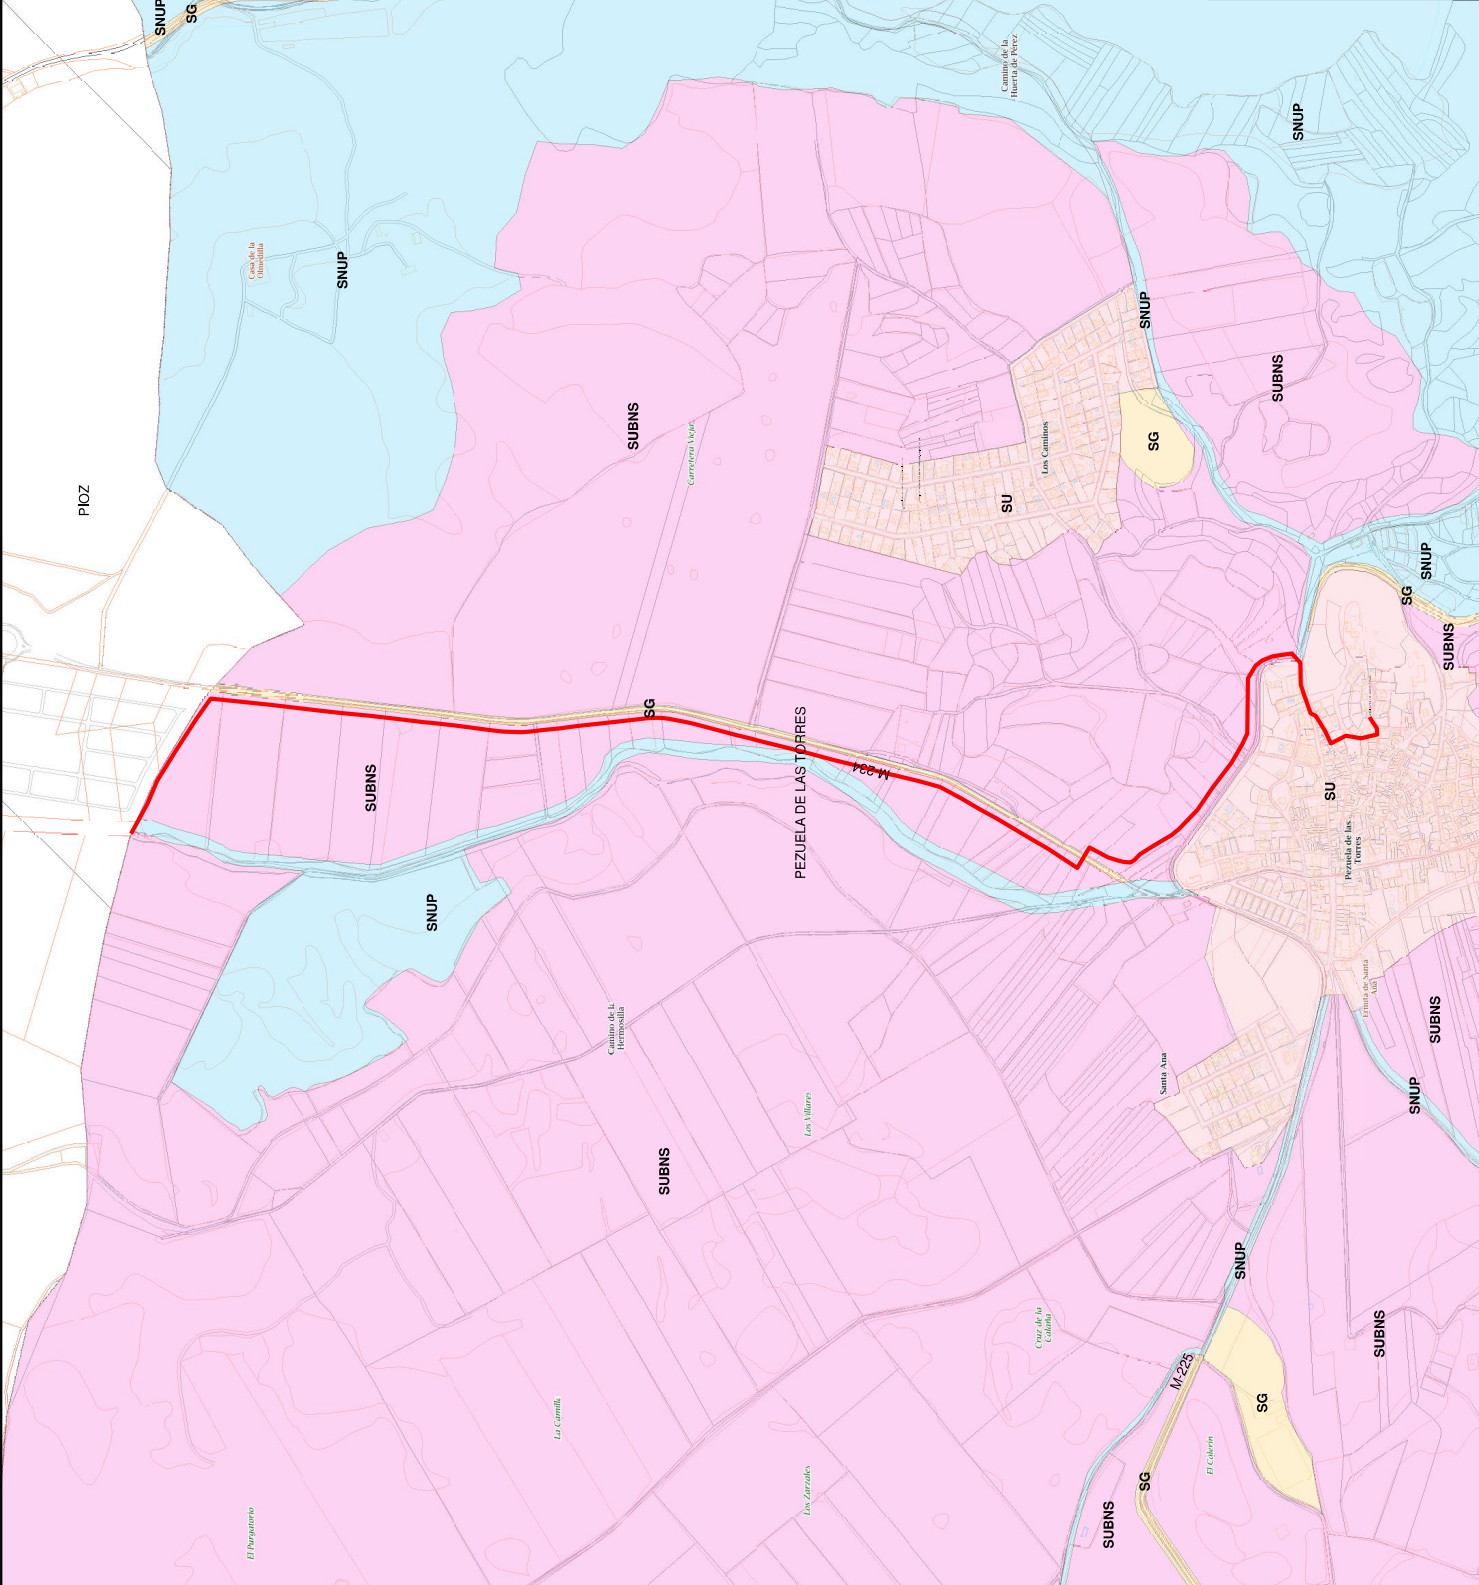 SNUP
SG
Camino de la
Huerta de Pérez
SNUP
Casa de la
Olmedilla
SNUP
SNUP
SUBNS
SUBNS
Carretera Vieja
SG
Los Caminos
PIOZ
SU
SNUP
SG
SUBNS
SG
PEZUELA DE LAS TORRES
M-234
SUBNS
SU
Pezuela de las
Torres
SNUP
Ermita de Santa
Ana
SUBNS
Camino de la
Hermosilla
Santa Ana
SNUP
Los Villares
SUBNS
SNUP
Cruz de la
SUBNS
M-225
SG
La Camilla
El Calerín
SG
Los Zarzales
SUBNS
El Purgatorio